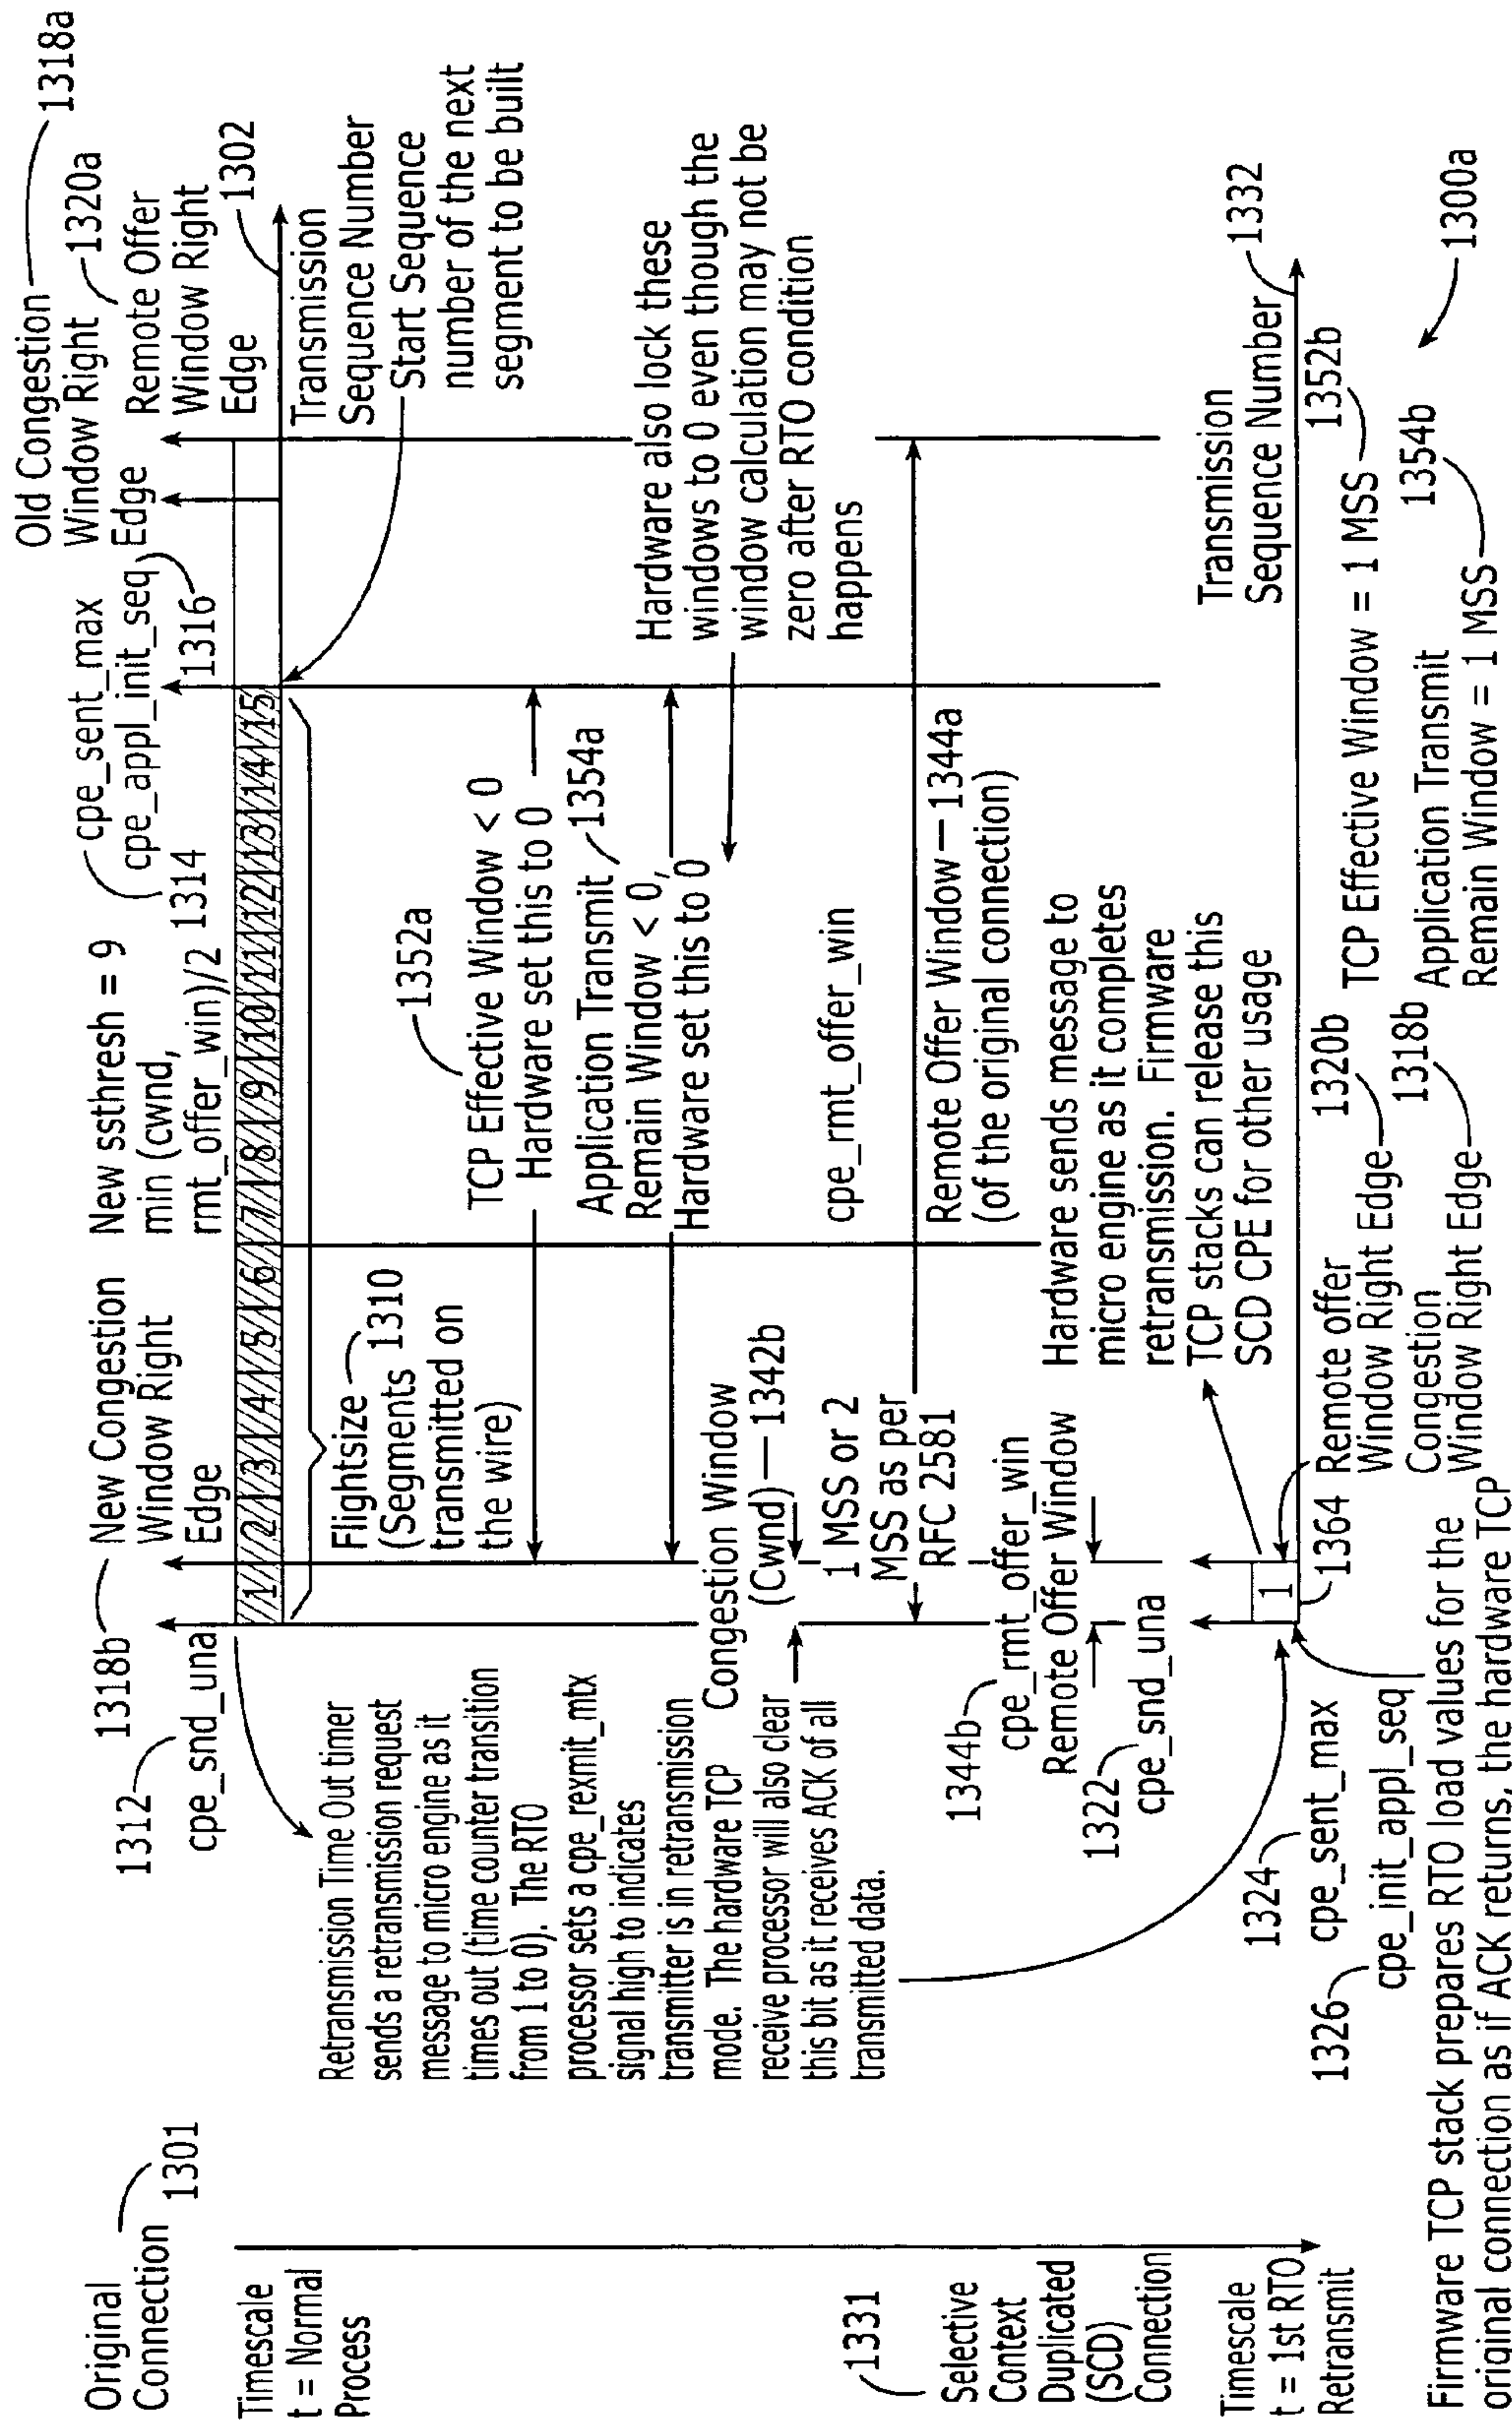 Original
Connection
1301
Timescale
t = Normal
Process
1312
cpe_snd_una
1318b
New Congestion
Window Right
Edge
New ssthresh = 9
min (cwnd,
rmt_offer_win)/2
1314
cpe_sent_max
cpe_appl_init_seq
1316
Old Congestion
Window Right
Edge
1318a
1320a
Remote Offer
Window Right
Edge
1302
1 2 3 4 5 6 7 8 9 10 11 12 13 14 15
Transmission
Sequence Number
Start Sequence
number of the next
segment to be built
Flightsize
1310
(Segments
transmitted on
the wire)
Retransmission Time Out timer
sends a retransmission request
message to micro engine as it
times out (time counter transition
from 1 to 0). The RTO
processor sets a cpe_rexmit_mtx
signal high to indicates
transmitter is in retransmission
mode. The hardware TCP
receive processor will also clear
this bit as it receives ACK of all
transmitted data.
1352a
TCP Effective Window < 0
Hardware set this to 0
Application Transmit
1354a
Remain Window < 0,
Hardware set this to 0
Hardware also lock these
windows to 0 even though the
window calculation may not be
zero after RTO condition
happens
Congestion Window
(Cwnd)
1342b
1 MSS or 2
MSS as per
RFC 2581
cpe_rmt_offer_win
Remote Offer Window
1344a
(of the original connection)
1344b
cpe_rmt_offer_win
Remote Offer Window
1322
cpe_snd_una
Hardware sends message to
micro engine as it completes
retransmission. Firmware
TCP stacks can release this
SCD CPE for other usage
1331
Selective
Context
Duplicated
(SCD)
Connection
Timescale
t = 1st RTO
Retransmit
1324
cpe_sent_max
1326
cpe_init_appl_seq
1
1364
Remote offer
Window Right Edge
1320b
Congestion
Window Right Edge
1318b
Transmission
Sequence Number
1332
TCP Effective Window = 1 MSS
1352b
Application Transmit
Remain Window = 1 MSS
1354b
1300a
Firmware TCP stack prepares RTO load values for the
original connection as if ACK returns, the hardware TCP